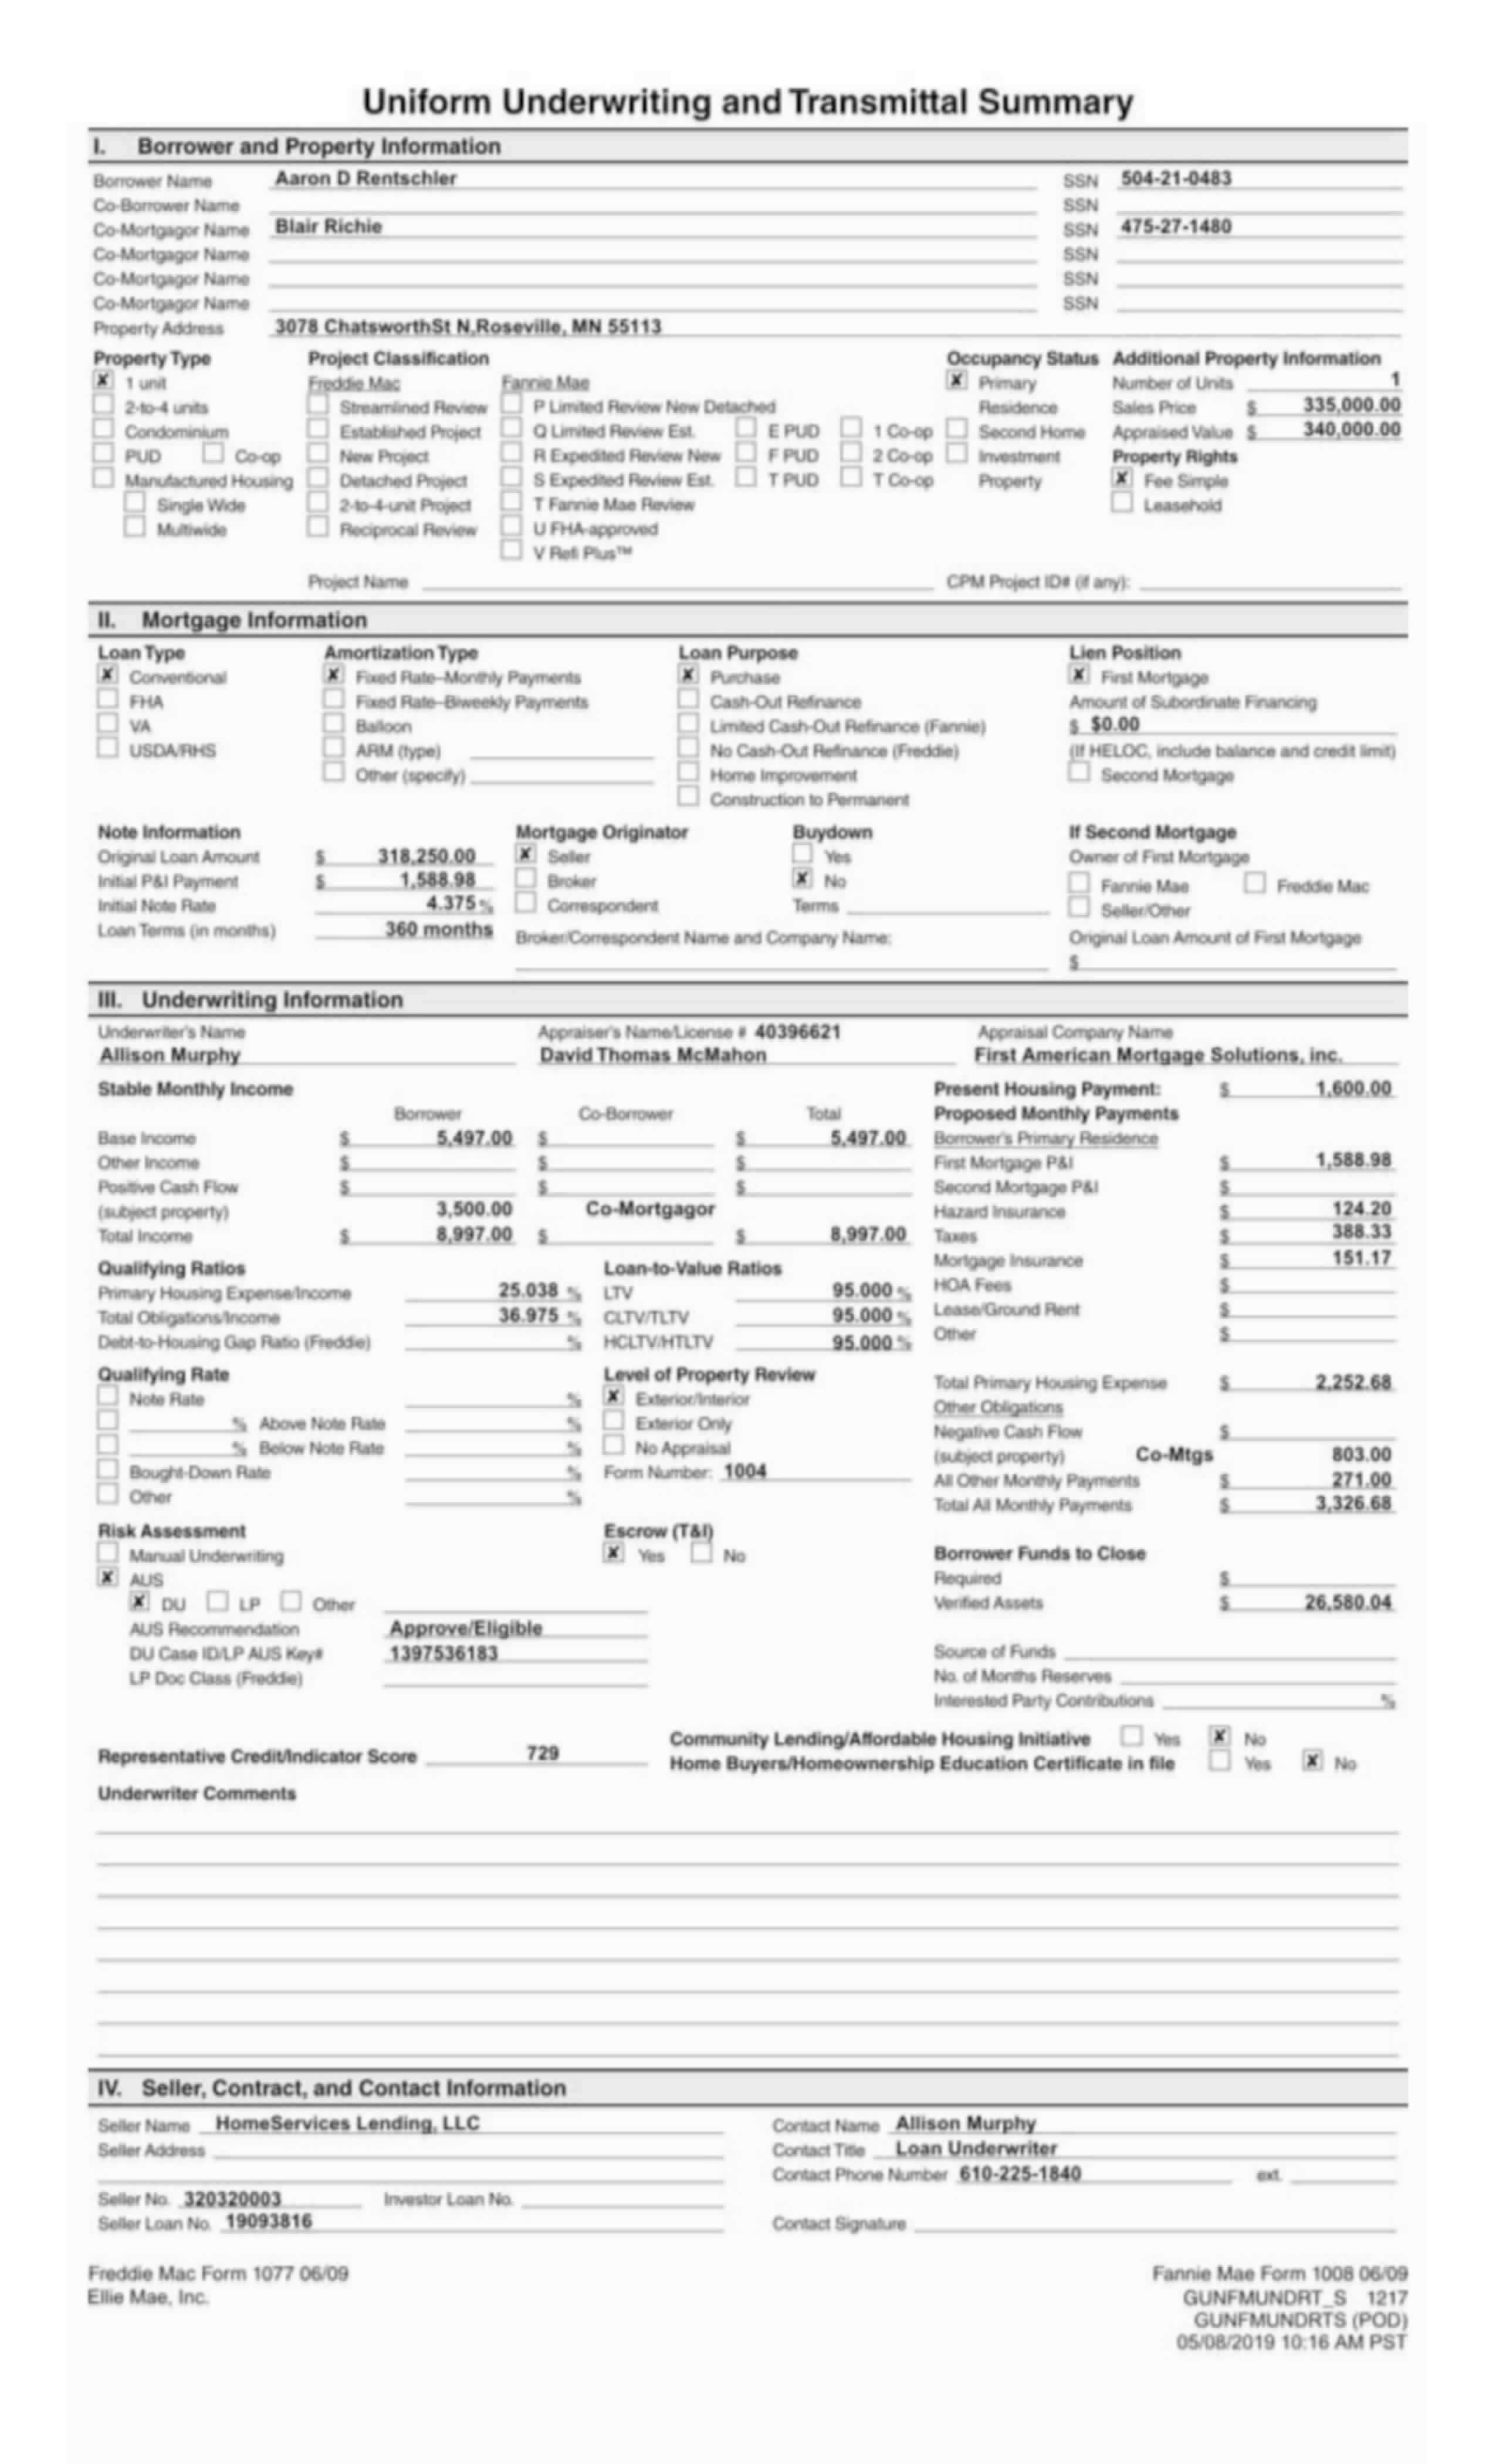 Uniform Underwriting and Transmittal Summary
I. Borrower and Property Information
Borrower Name Aaron D Rentschler SSN 504-21-0483
Co-Borrower Name SSN
Co-Mortgagor Name Blair Richie SSN 475-27-1480
Co-Mortgagor Name SSN
Co-Mortgagor Name SSN
Co-Mortgagor Name SSN
Property Address 3078 ChatsworthSt N,Roseville, MN 55113
Property Type Project Classification Occupancy Status Additional Property Information
X 1 unit Freddie Mac Fannie Mae X Primary Number of Units 1
2-to-4 units Streamlined Review P Limited Review New Detached Residence Sales Price $ 335,000.00
Condominium Established Project Q Limited Review Est. E PUD 1 Co-op Second Home Appraised Value $ 340,000.00
PUD Co-op New Project R Expedited Review New F PUD 2 Co-op Investment Property Rights
Manufactured Housing Detached Project S Expedited Review Est. T PUD T Co-op Property X Fee Simple
Single Wide 2-to-4-unit Project T Fannie Mae Review Leasehold
Multiwide Reciprocal Review U FHA-approved
V Refi Plus™
Project Name CPM Project ID# (if any):
II. Mortgage Information
Loan Type Amortization Type Loan Purpose Lien Position
X Conventional X Fixed Rate–Monthly Payments X Purchase X First Mortgage
FHA Fixed Rate–Biweekly Payments Cash-Out Refinance Amount of Subordinate Financing
VA Balloon Limited Cash-Out Refinance (Fannie) $ $0.00
USDA/RHS ARM (type) No Cash-Out Refinance (Freddie) (If HELOC, include balance and credit limit)
Other (specify) Home Improvement Second Mortgage
Construction to Permanent
Note Information Mortgage Originator Buydown If Second Mortgage
Original Loan Amount $ 318,250.00 X Seller Yes Owner of First Mortgage
Initial P&I Payment $ 1,588.98 Broker X No Fannie Mae Freddie Mac
Initial Note Rate 4.375 % Correspondent Terms Seller/Other
Loan Terms (in months) 360 months Broker/Correspondent Name and Company Name: Original Loan Amount of First Mortgage
$
III. Underwriting Information
Underwriter's Name Appraiser's Name/License # 40396621 Appraisal Company Name
Allison Murphy David Thomas McMahon First American Mortgage Solutions, inc.
Stable Monthly Income Present Housing Payment: $ 1,600.00
Borrower Co-Borrower Total Proposed Monthly Payments
Base Income $ 5,497.00 $ $ 5,497.00 Borrower's Primary Residence
Other Income $ $ $ First Mortgage P&I $ 1,588.98
Positive Cash Flow $ $ $ Second Mortgage P&I $
(subject property) 3,500.00 Co-Mortgagor Hazard Insurance $ 124.20
Total Income $ 8,997.00 $ $ 8,997.00 Taxes $ 388.33
Qualifying Ratios Loan-to-Value Ratios Mortgage Insurance $ 151.17
Primary Housing Expense/Income 25.038 % LTV 95.000 % HOA Fees $
Total Obligations/Income 36.975 % CLTV/TLTV 95.000 % Lease/Ground Rent $
Debt-to-Housing Gap Ratio (Freddie) % HCLTV/HTLTV 95.000 % Other $
Qualifying Rate Level of Property Review Total Primary Housing Expense $ 2,252.68
Note Rate % X Exterior/Interior Other Obligations
% Above Note Rate % Exterior Only Negative Cash Flow $
% Below Note Rate % No Appraisal (subject property) Co-Mtgs 803.00
Bought-Down Rate % Form Number: 1004 All Other Monthly Payments $ 271.00
Other % Total All Monthly Payments $ 3,326.68
Risk Assessment Escrow (T&I) Borrower Funds to Close
Manual Underwriting X Yes No Required $
X AUS Verified Assets $ 26,580.04
X DU LP Other
AUS Recommendation Approve/Eligible Source of Funds
DU Case ID/LP AUS Key# 1397536183 No. of Months Reserves
LP Doc Class (Freddie) Interested Party Contributions %
Community Lending/Affordable Housing Initiative Yes X No
Representative Credit/Indicator Score 729 Home Buyers/Homeownership Education Certificate in file Yes X No
Underwriter Comments
IV. Seller, Contract, and Contact Information
Seller Name HomeServices Lending, LLC Contact Name Allison Murphy
Seller Address Contact Title Loan Underwriter
Contact Phone Number 610-225-1840 ext.
Seller No. 320320003 Investor Loan No.
Seller Loan No. 19093816 Contact Signature
Freddie Mac Form 1077 06/09 Fannie Mae Form 1008 06/09
Ellie Mae, Inc. GUNFMUNDRT_S 1217
GUNFMUNDRTS (POD)
05/08/2019 10:16 AM PST